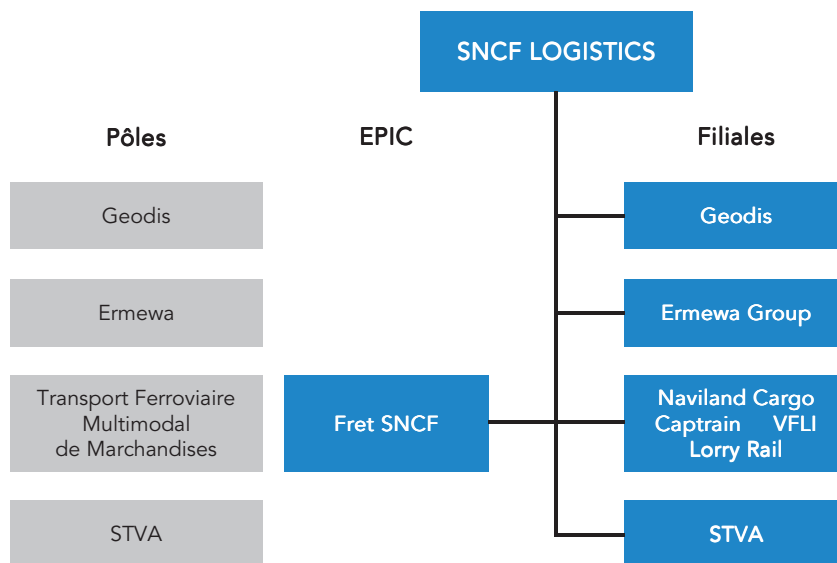 SNCF LOGISTICS
Pôles
EPIC
Filiales
Geodis
Geodis
Ermewa
Ermewa Group
Transport Ferroviaire
Multimodal
de Marchandises
Fret SNCF
Naviland Cargo
Captrain VFLI
Lorry Rail
STVA
STVA